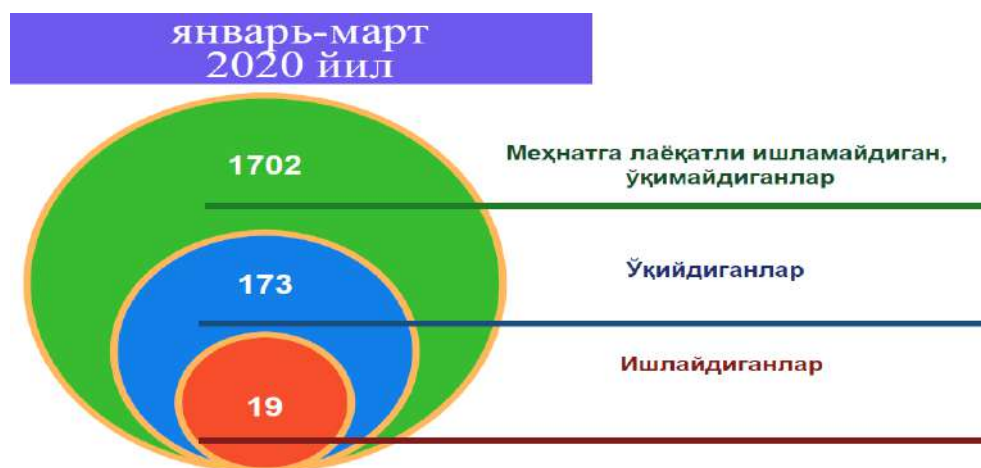 январь-март
2020 йил
1702
Меҳнатга лаёқатли ишламайдиган,
ўқимайдиганлар
173
Ўқийдиганлар
Ишлайдиганлар
19